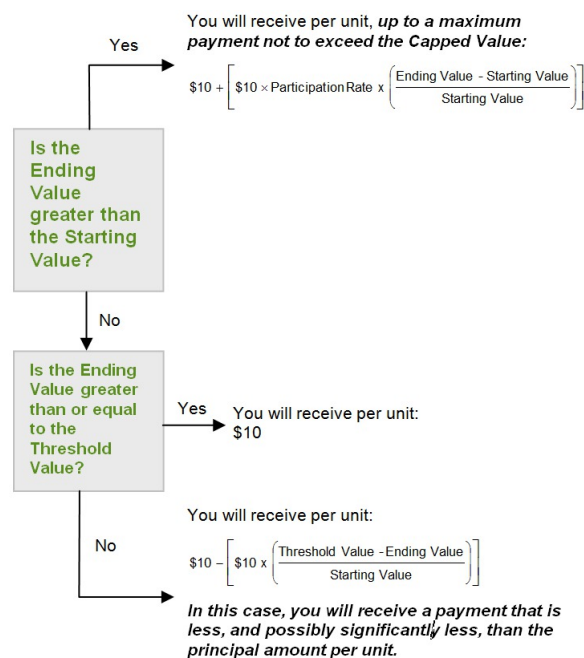 You will receive per unit, up to a maximum
Yes
payment not to exceed the Capped Value:
$10 + [ $10 × Participation Rate x ( Ending Value - Starting Value / Starting Value ) ]
Is the
Ending
Value
greater than
the Starting
Value?
No
Is the Ending
Value greater
than or equal
to the
Threshold
Value?
Yes
You will receive per unit:
$10
You will receive per unit:
No
$10 – [ $10 x ( Threshold Value - Ending Value / Starting Value ) ]
In this case, you will receive a payment that is
less, and possibly significantly less, than the
principal amount per unit.